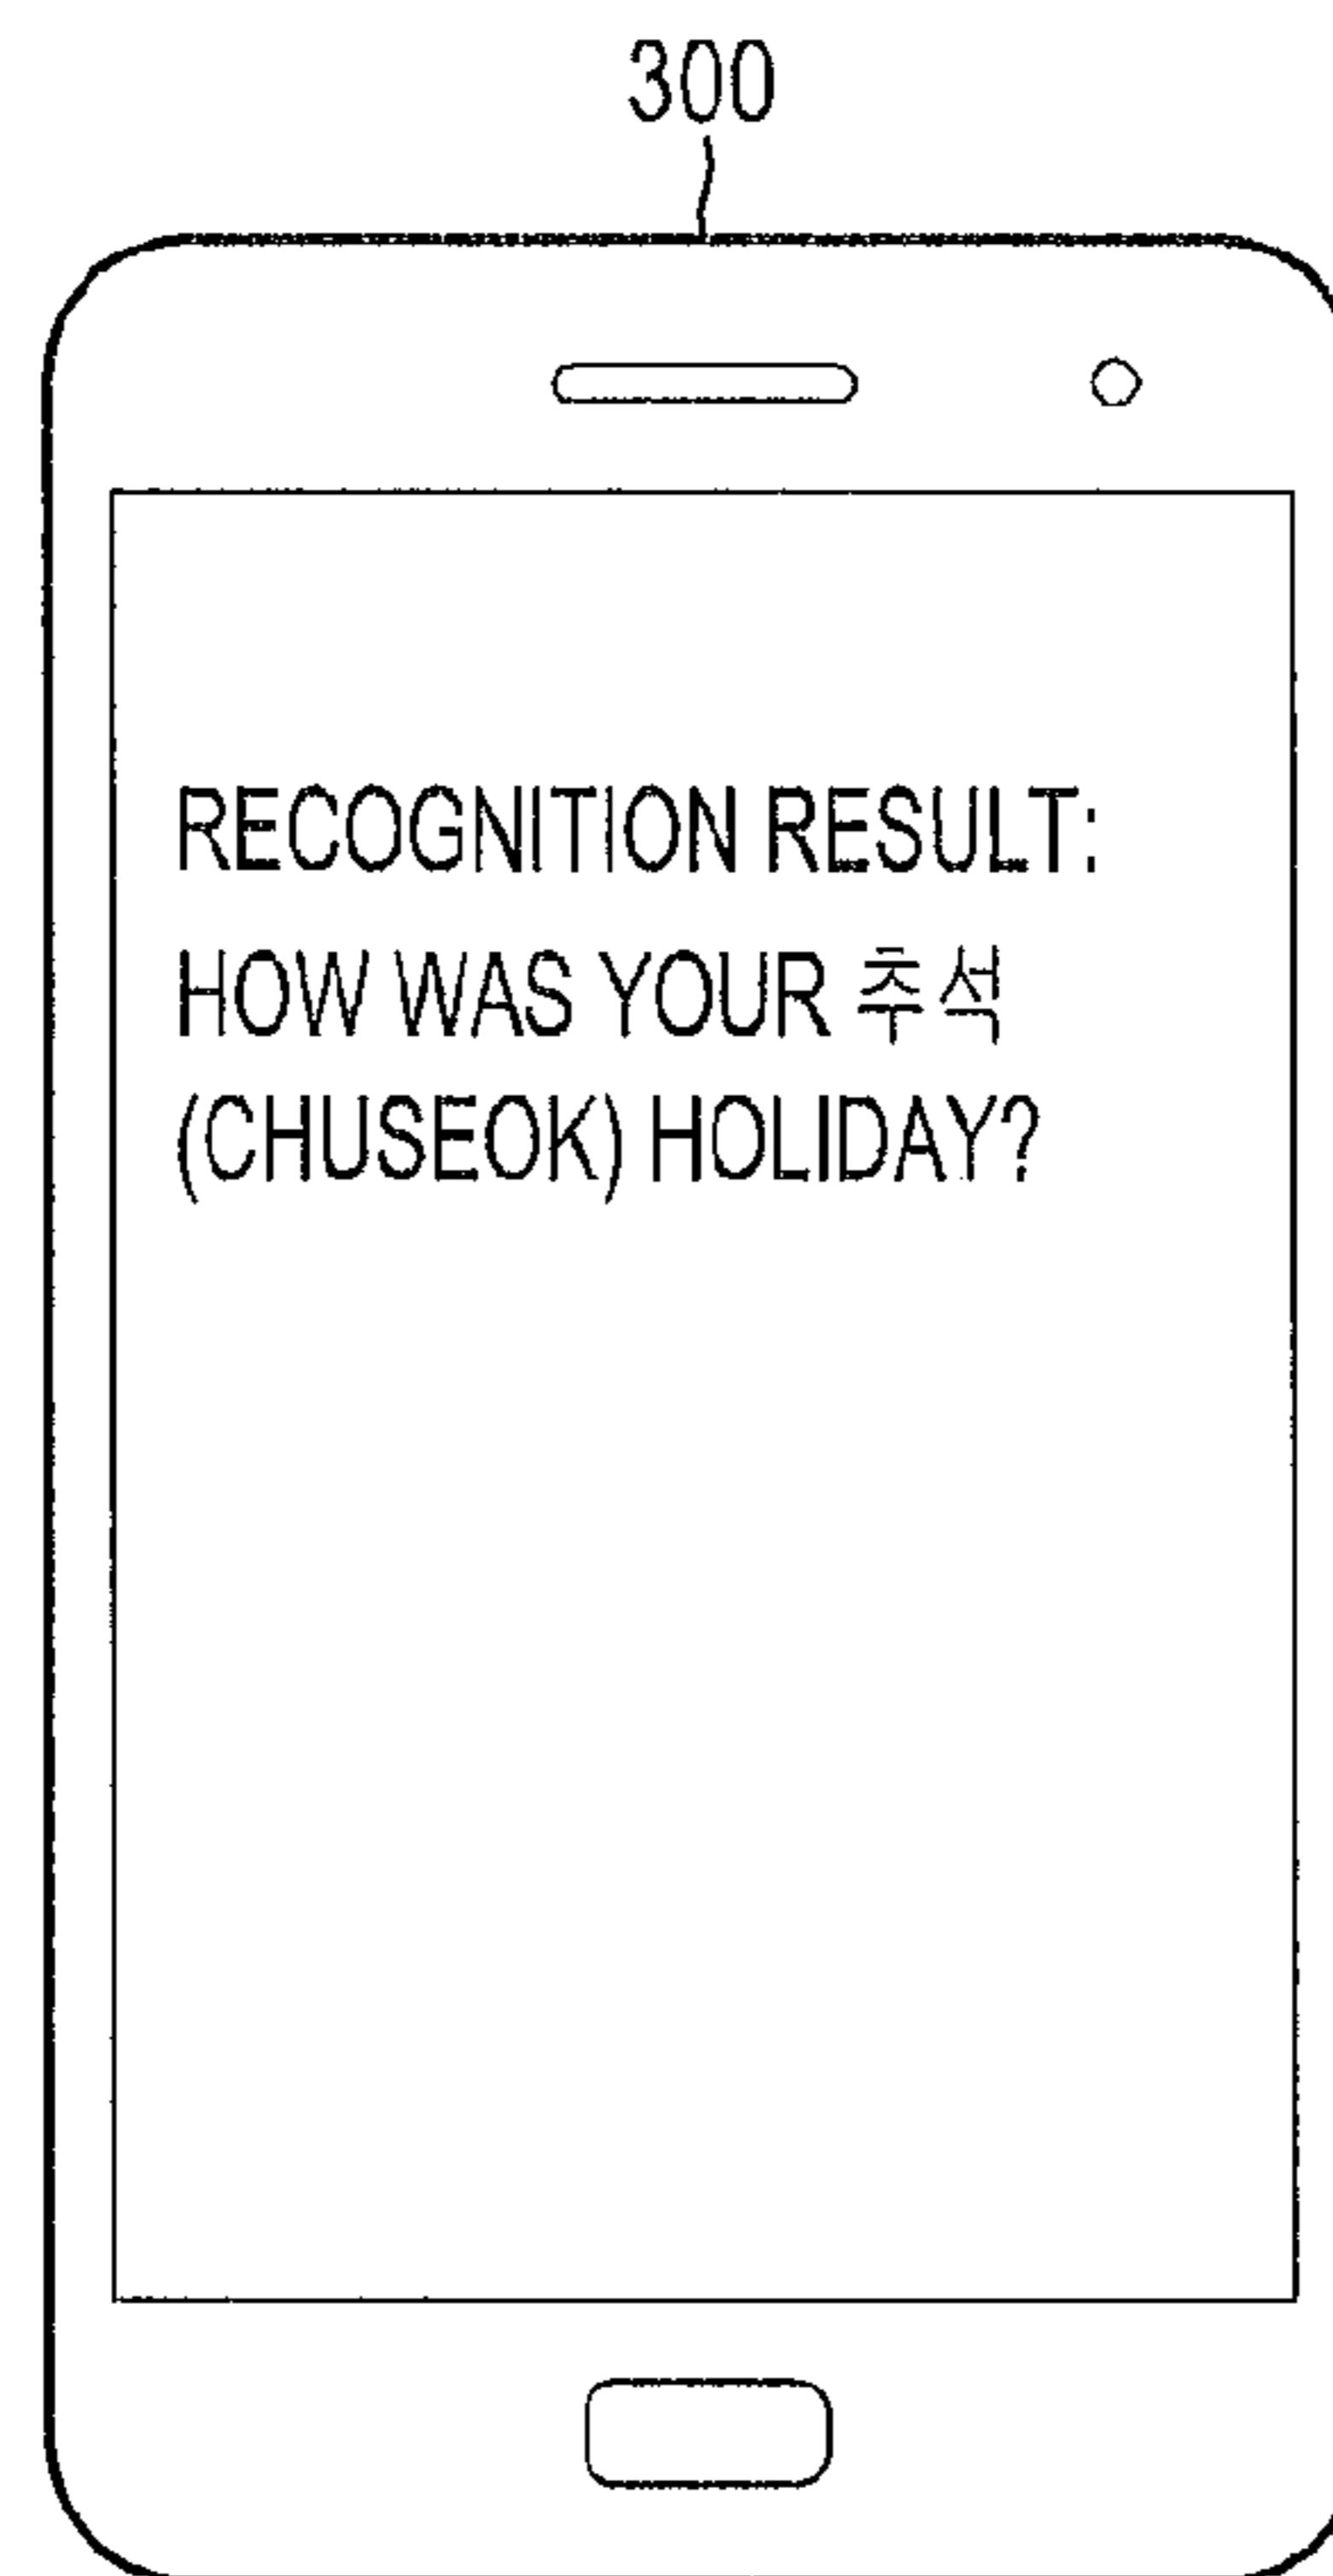 300
RECOGNITION RESULT:
HOW WAS YOUR 추석
(CHUSEOK) HOLIDAY?